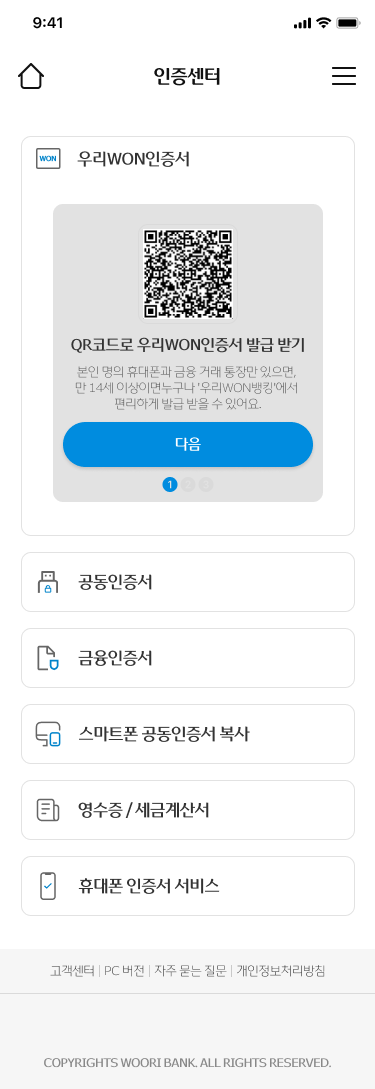 9:41
인증센터
WON 우리WON인증서
QR코드로 우리WON인증서 발급 받기
본인 명의 휴대폰과 금융 거래 통장만 있으면,
만 14세 이상이면누구나 '우리WON뱅킹'에서
편리하게 발급 받을 수 있어요.
다음
1 2 3
공동인증서
금융인증서
스마트폰 공동인증서 복사
영수증 / 세금계산서
휴대폰 인증서 서비스
고객센터 | PC 버전 | 자주 묻는 질문 | 개인정보처리방침
COPYRIGHTS WOORI BANK. ALL RIGHTS RESERVED.